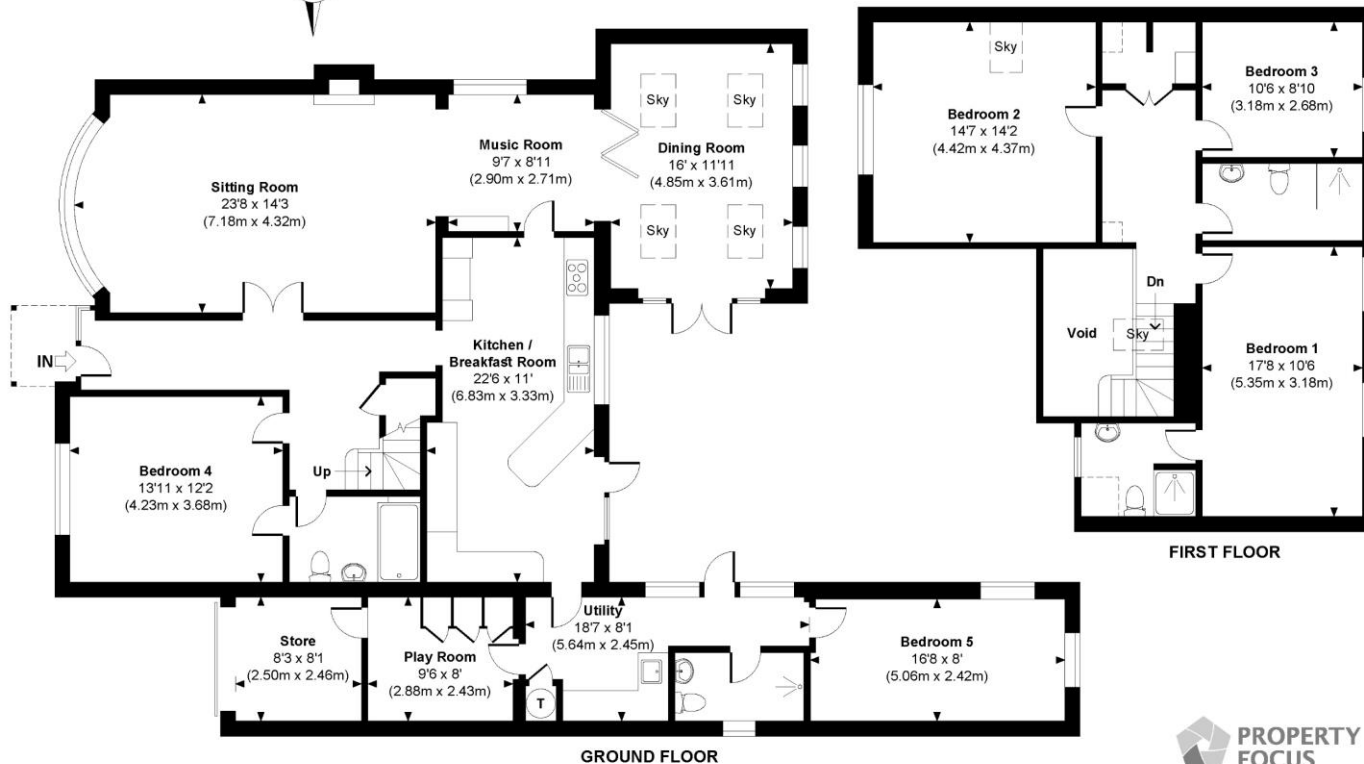 Sky
Sky
Sky
Sky
Music Room
9'7 x 8'11
(2.90m x 2.71m)
Dining Room
16' x 11'11
(4.85m x 3.61m)
Sitting Room
23'8 x 14'3
(7.18m x 4.32m)
IN
Kitchen /
Breakfast Room
22'6 x 11'
(6.83m x 3.33m)
Bedroom 4
13'11 x 12'2
(4.23m x 3.68m)
Up
Store
8'3 x 8'1
(2.50m x 2.46m)
Play Room
9'6 x 8'
(2.88m x 2.43m)
Utility
18'7 x 8'1
(5.64m x 2.45m)
T
Bedroom 5
16'8 x 8'
(5.06m x 2.42m)
GROUND FLOOR
Sky
Bedroom 2
14'7 x 14'2
(4.42m x 4.37m)
Bedroom 3
10'6 x 8'10
(3.18m x 2.68m)
Dn
Void
Sky
Bedroom 1
17'8 x 10'6
(5.35m x 3.18m)
FIRST FLOOR
PROPERTY
FOCUS